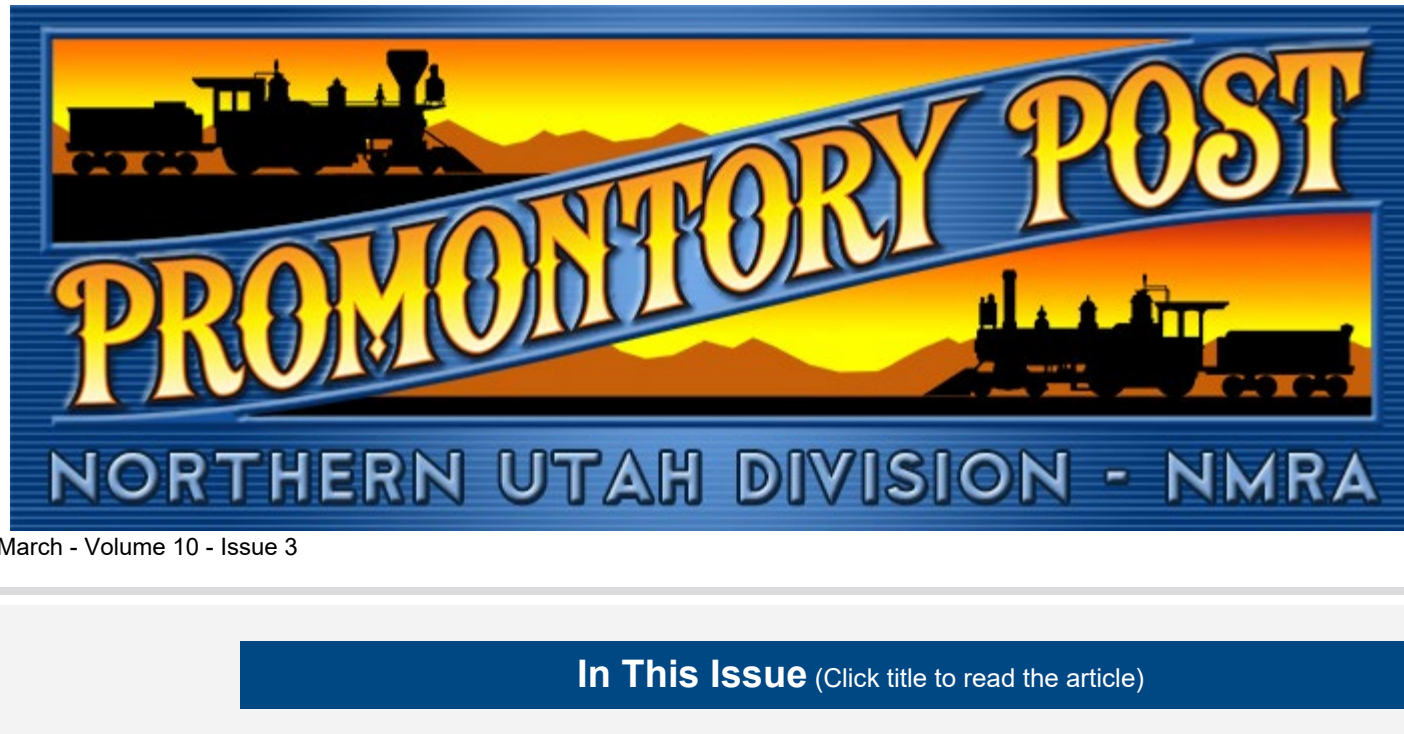 PROMONTORY POST
NORTHERN UTAH DIVISION - NMRA
March - Volume 10 - Issue 3
In This Issue (Click title to read the article)